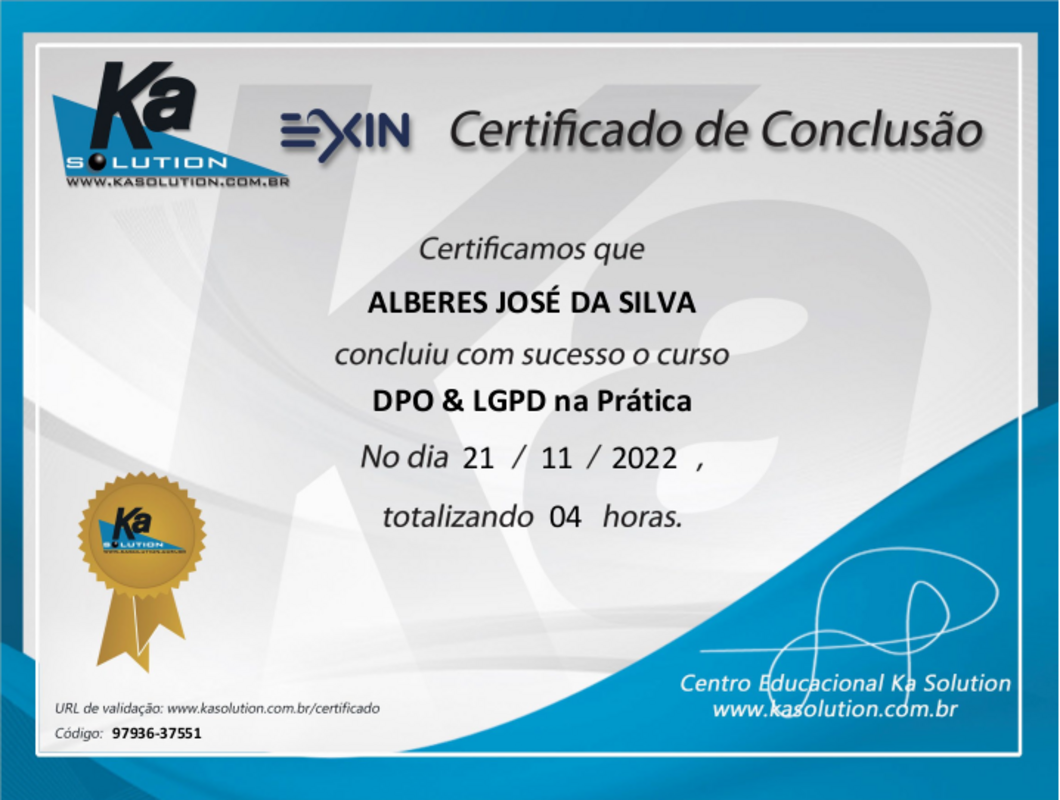 Ka
SOLUTION
WWW.KASOLUTION.COM.BR
EXIN
Certificado de Conclusão
Certificamos que
ALBERES JOSÉ DA SILVA
concluiu com sucesso o curso
DPO & LGPD na Prática
No dia 21 / 11 / 2022 ,
totalizando 04 horas.
Ka
SOLUTION
WWW.KASOLUTION.COM.BR
Centro Educacional Ka Solution
www.kasolution.com.br
URL de validação: www.kasolution.com.br/certificado
Código: 97936-37551